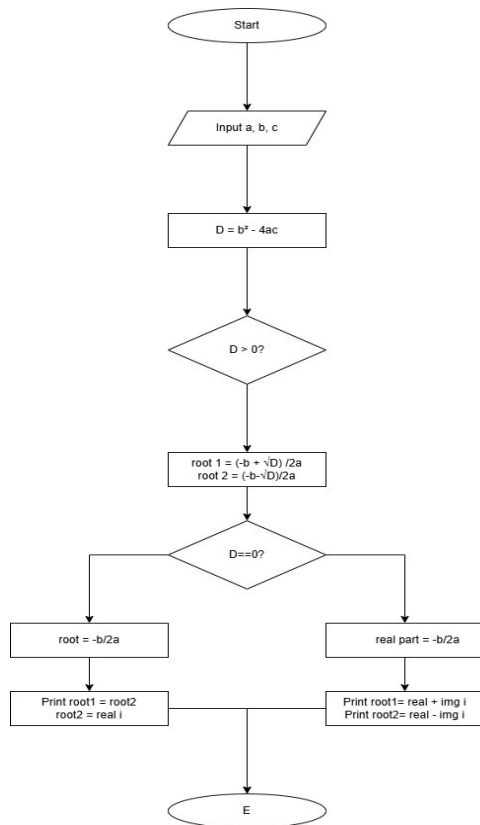 Start
Input a, b, c
D = b² - 4ac
D > 0?
root 1 = (-b + √D) /2a
root 2 = (-b-√D)/2a
D==0?
root = -b/2a
real part = -b/2a
Print root1 = root2
root2 = real i
Print root1= real + img i
Print root2= real - img i
E